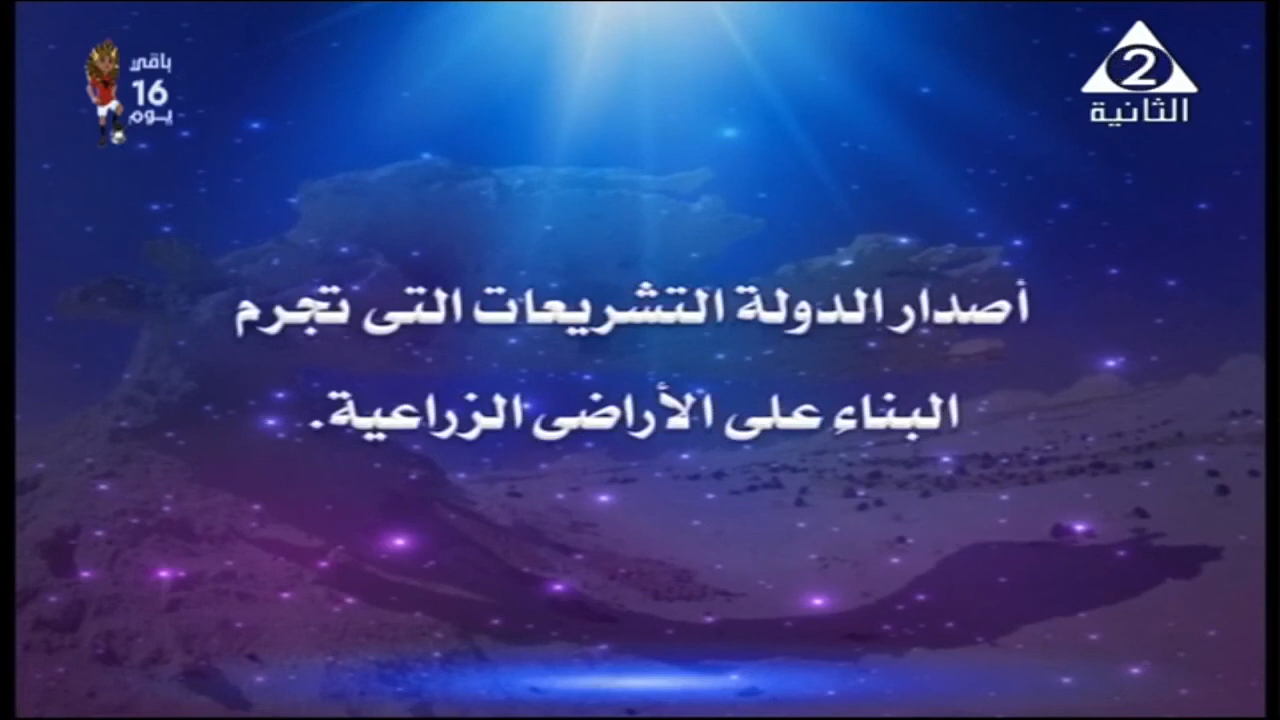 باقي
16
يوم
2
الثانية
أصدار الدولة التشريعات التى تجرم
البناء على الأراضى الزراعية.